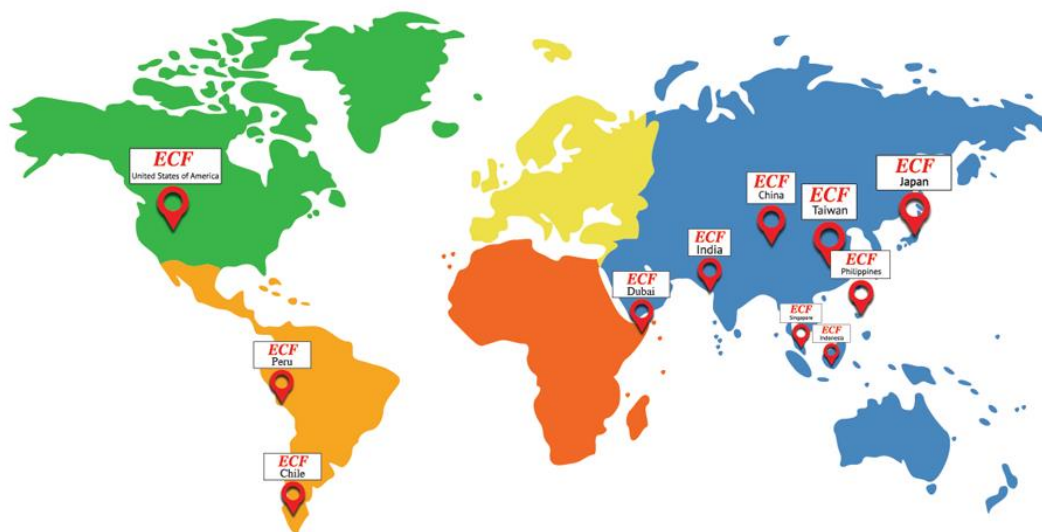 ECF
United States of America
ECF
Japan
ECF
China
ECF
Taiwan
ECF
India
ECF
Philippines
ECF
Dubai
ECF
Singapore
ECF
Indonesia
ECF
Peru
ECF
Chile